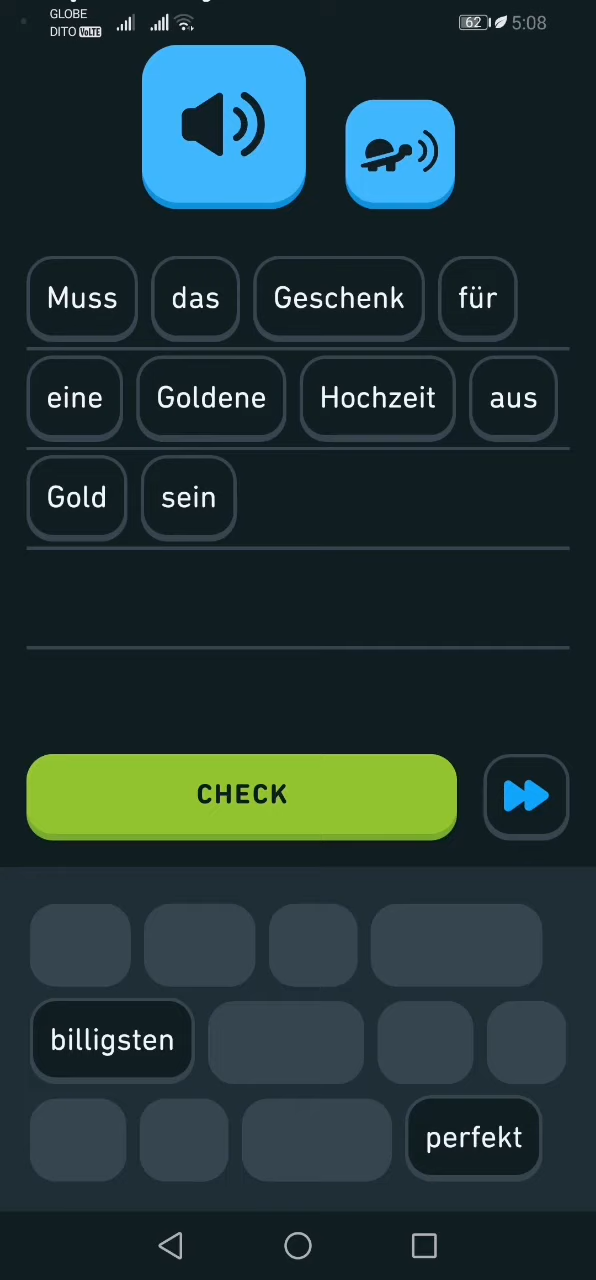 GLOBE
DITO VoLTE 62 5:08
Muss das Geschenk für
eine Goldene Hochzeit aus
Gold sein
CHECK
billigsten
perfekt